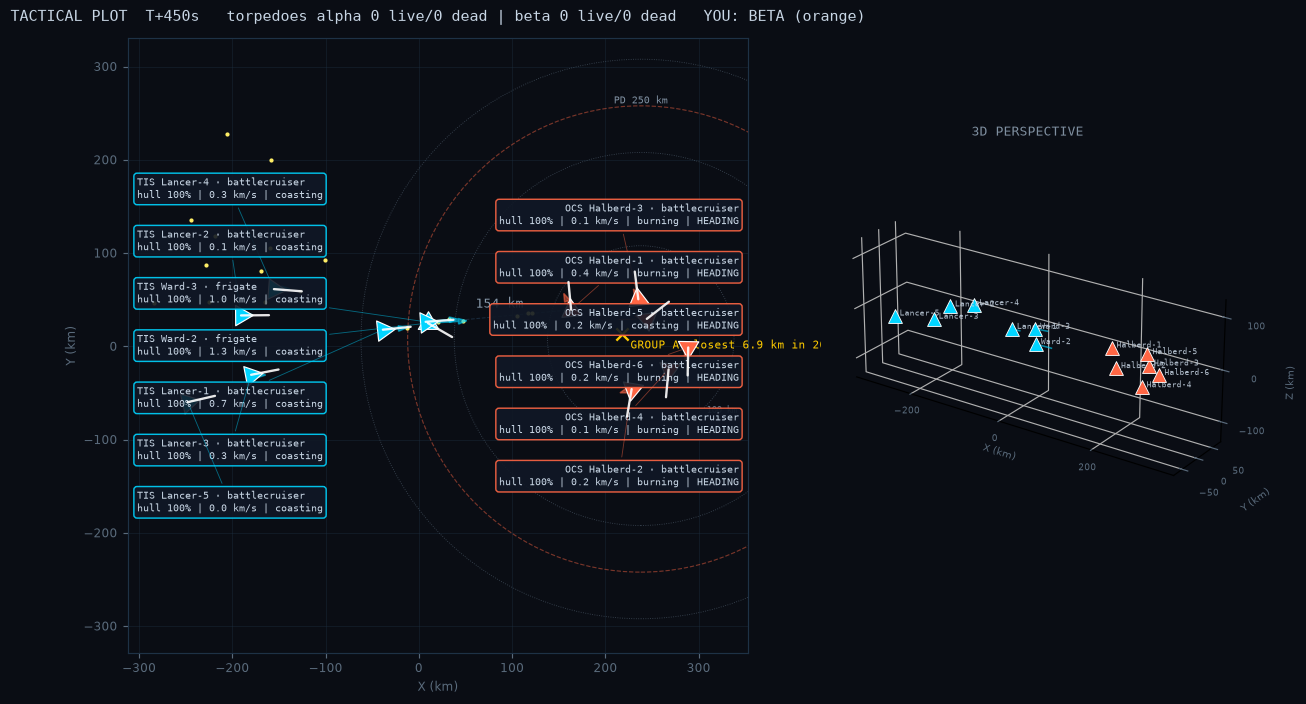 TACTICAL PLOT  T+450s   torpedoes alpha 0 live/0 dead | beta 0 live/0 dead   YOU: BETA (orange)
3D PERSPECTIVE
PD 250 km
TIS Lancer-4 · battlecruiser
hull 100% | 0.3 km/s | coasting
TIS Lancer-2 · battlecruiser
hull 100% | 0.1 km/s | coasting
TIS Ward-3 · frigate
hull 100% | 1.0 km/s | coasting
TIS Ward-2 · frigate
hull 100% | 1.3 km/s | coasting
TIS Lancer-1 · battlecruiser
hull 100% | 0.7 km/s | coasting
TIS Lancer-3 · battlecruiser
hull 100% | 0.3 km/s | coasting
TIS Lancer-5 · battlecruiser
hull 100% | 0.0 km/s | coasting
OCS Halberd-3 · battlecruiser
hull 100% | 0.1 km/s | burning | HEADING
OCS Halberd-1 · battlecruiser
hull 100% | 0.4 km/s | burning | HEADING
154 km
OCS Halberd-5 · battlecruiser
hull 100% | 0.2 km/s | coasting | HEADING
GROUP closest 6.9 km in
OCS Halberd-6 · battlecruiser
hull 100% | 0.2 km/s | burning | HEADING
OCS Halberd-4 · battlecruiser
hull 100% | 0.1 km/s | burning | HEADING
OCS Halberd-2 · battlecruiser
hull 100% | 0.2 km/s | burning | HEADING
300
200
100
0
−100
−200
−300
Y (km)
−300
−200
−100
0
100
200
300
X (km)
Lancer-4
Lancer-3
Ward-3
Ward-2
Halberd-1
Halberd-5
Halberd-3
Halberd-6
Halberd-4
−200
0
200
X (km)
−50
0
50
Y (km)
100
0
−100
Z (km)